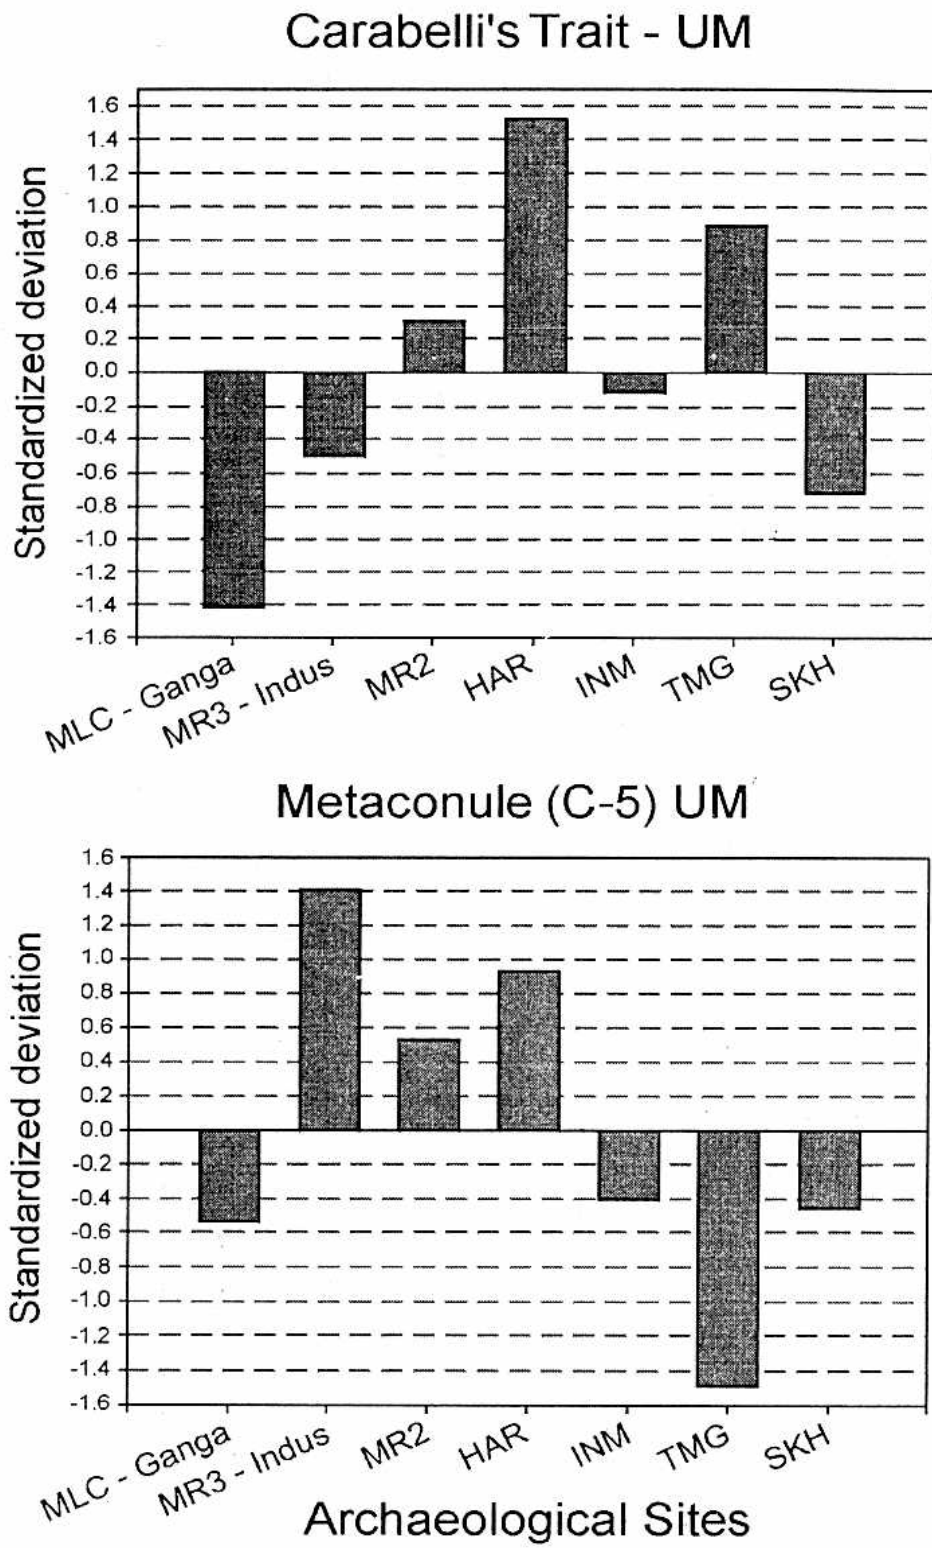 Carabelli's Trait - UM
Standardized deviation
1.6
1.4
1.2
1.0
0.8
0.6
0.4
0.2
0.0
-0.2
-0.4
-0.6
-0.8
-1.0
-1.2
-1.4
-1.6
MLC - Ganga
MR3 - Indus
MR2
HAR
INM
TMG
SKH
Metaconule (C-5) UM
Standardized deviation
1.6
1.4
1.2
1.0
0.8
0.6
0.4
0.2
0.0
-0.2
-0.4
-0.6
-0.8
-1.0
-1.2
-1.4
-1.6
MLC - Ganga
MR3 - Indus
MR2
HAR
INM
TMG
SKH
Archaeological Sites